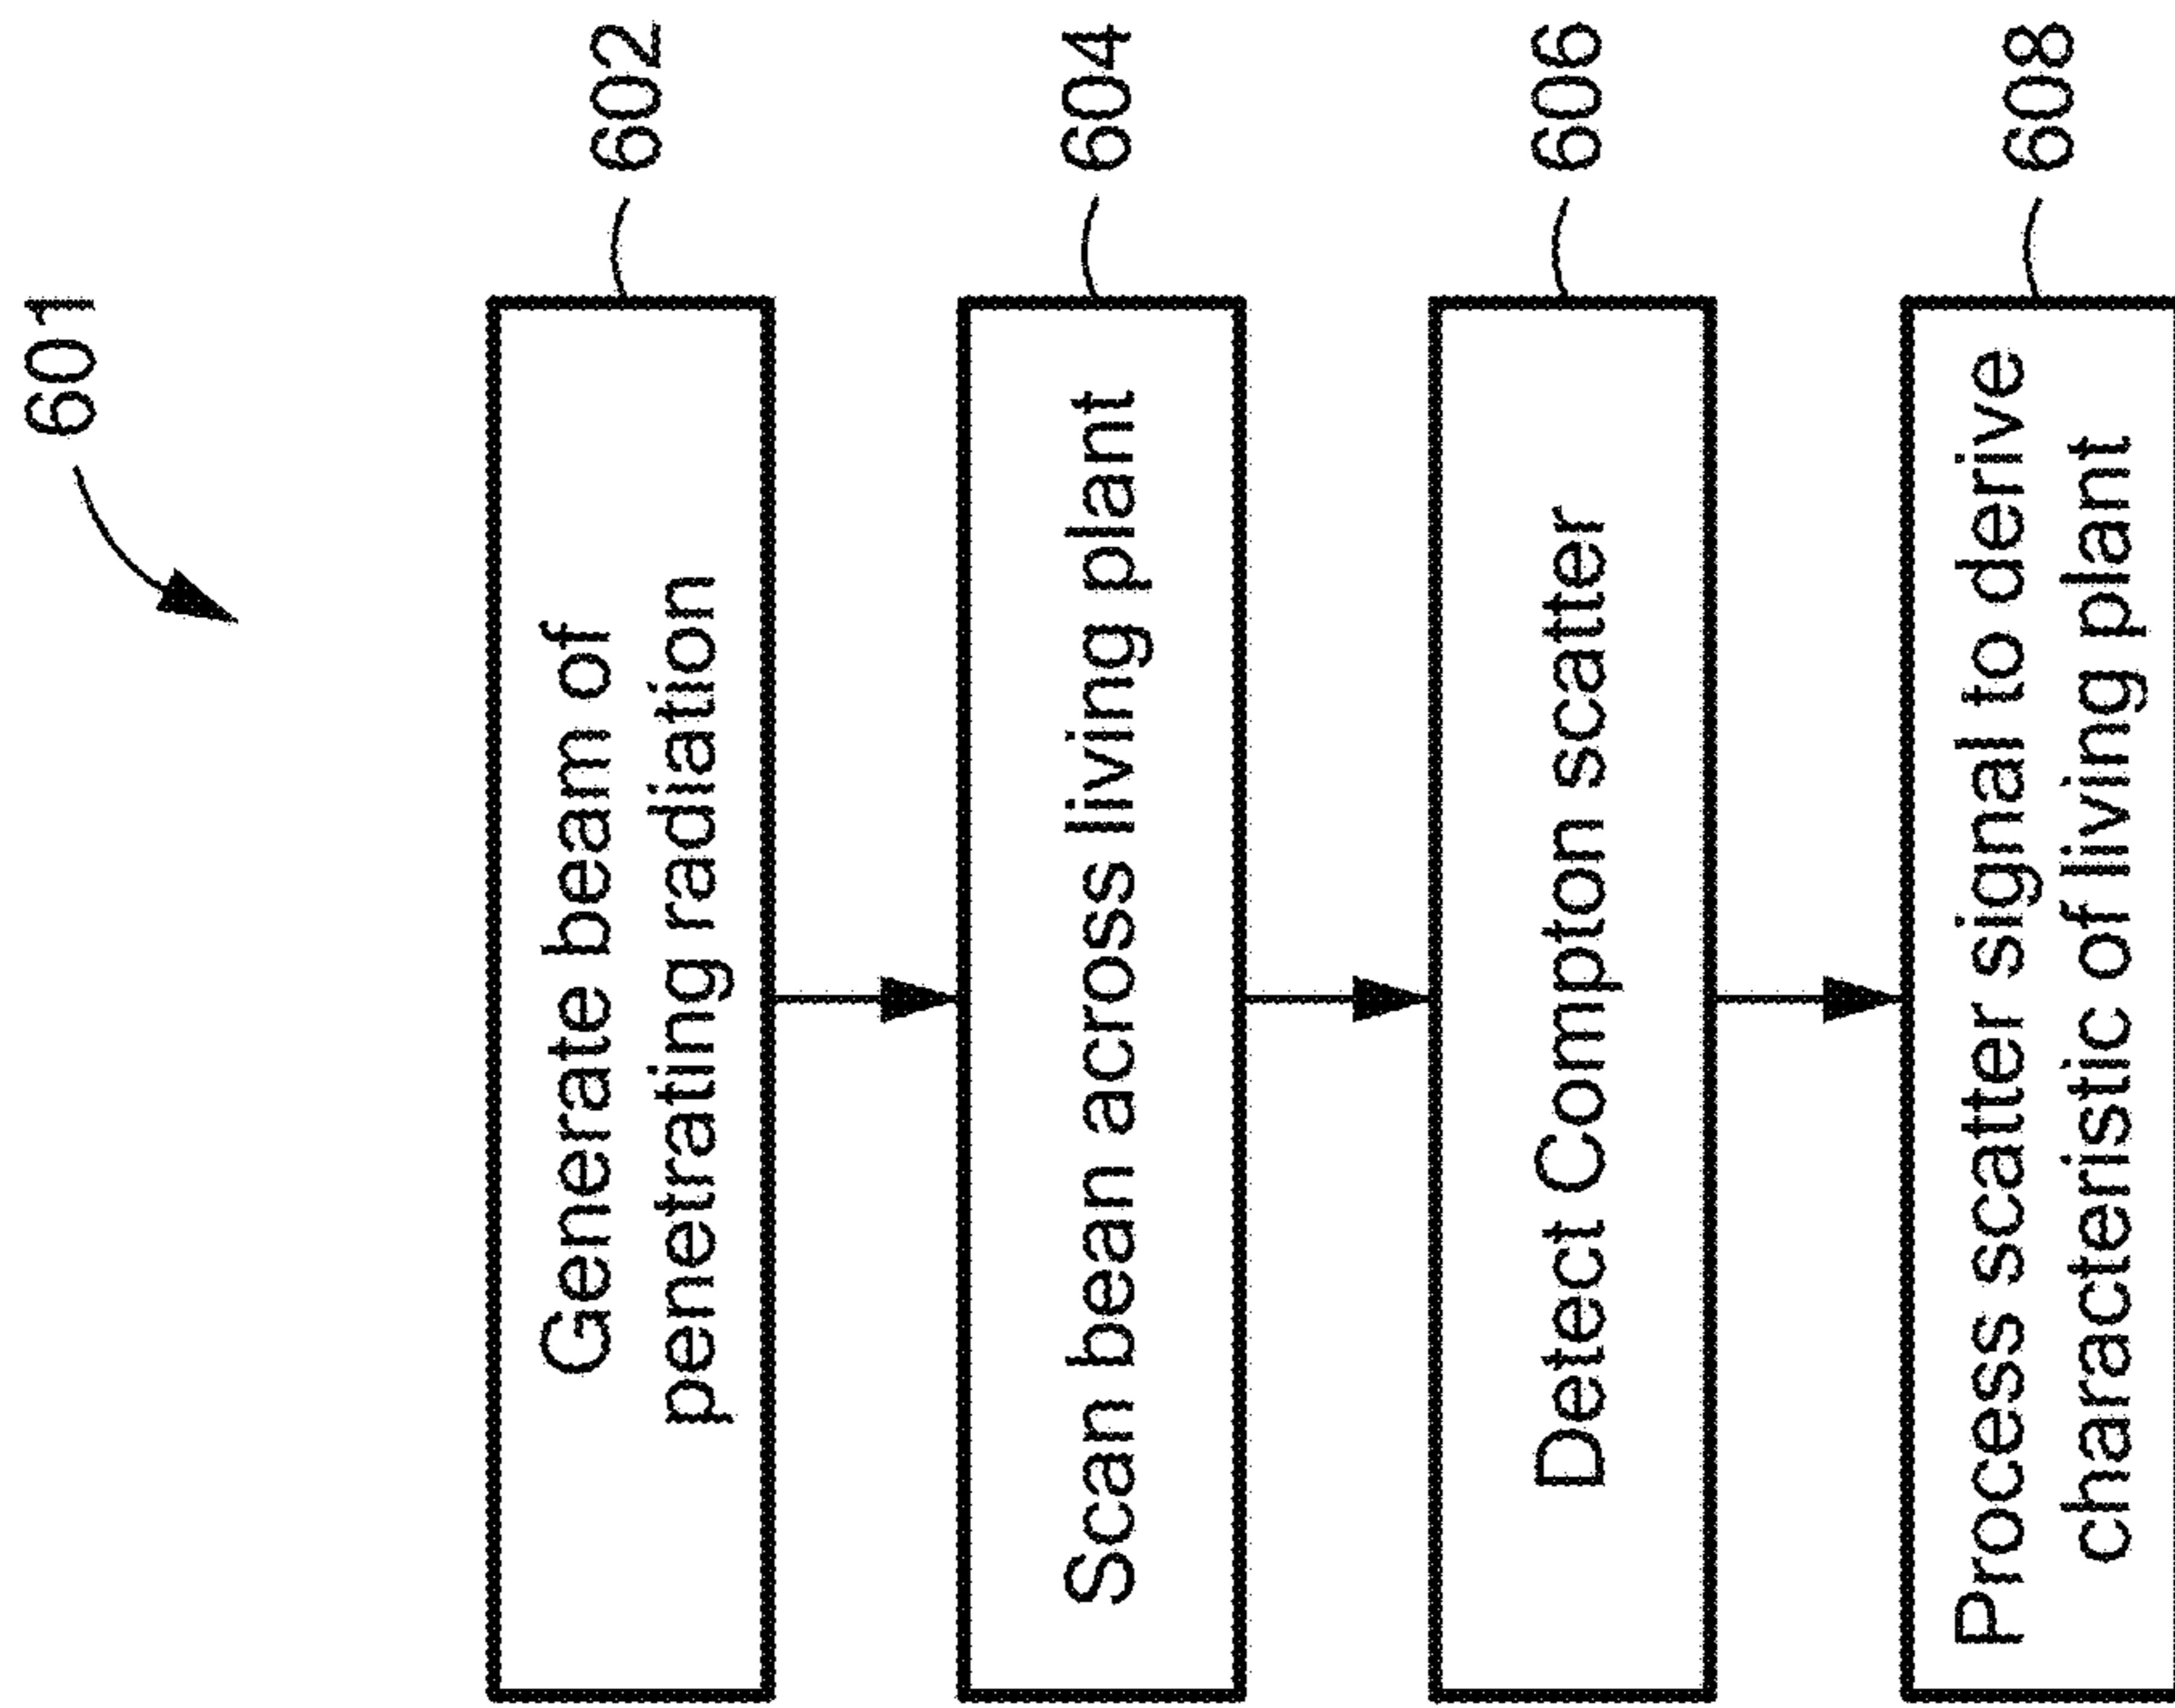 601
Generate beam of
penetrating radiation
602
Scan bean across living plant
604
Detect Compton scatter
606
Process scatter signal to derive
characteristic of living plant
608